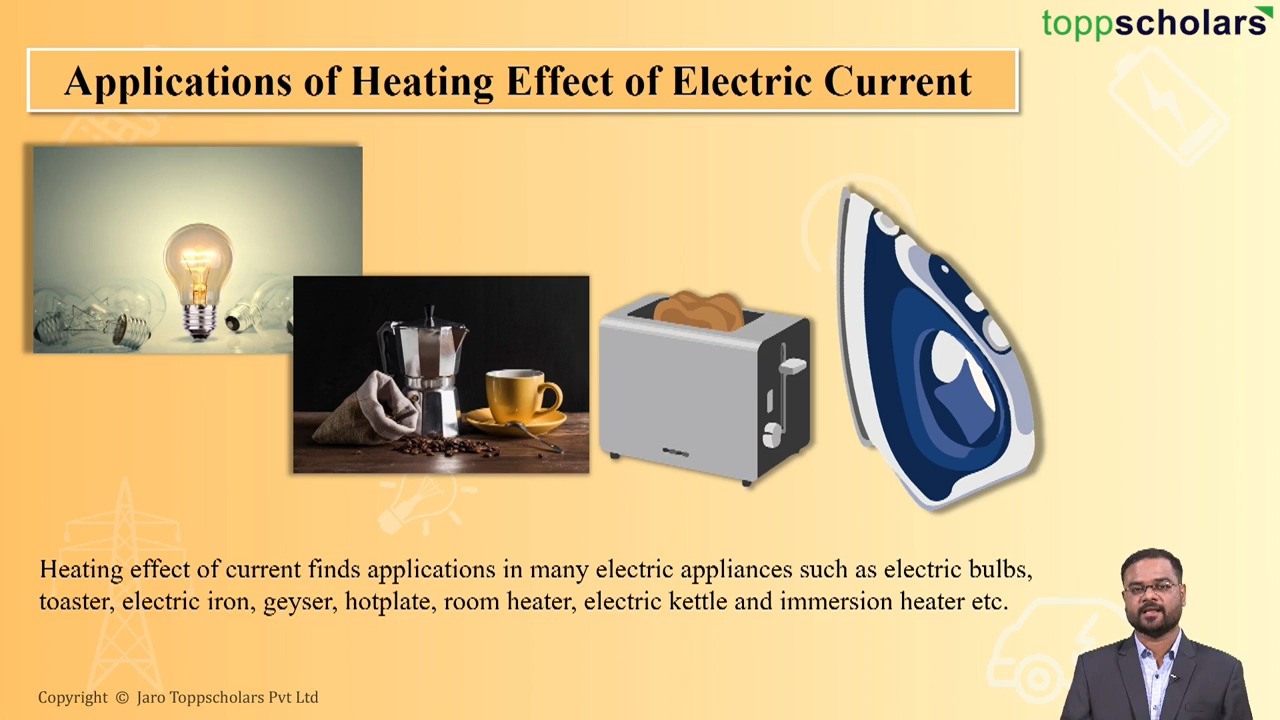 toppscholars
Applications of Heating Effect of Electric Current
Heating effect of current finds applications in many electric appliances such as electric bulbs,
toaster, electric iron, geyser, hotplate, room heater, electric kettle and immersion heater etc.
Copyright © Jaro Toppscholars Pvt Ltd